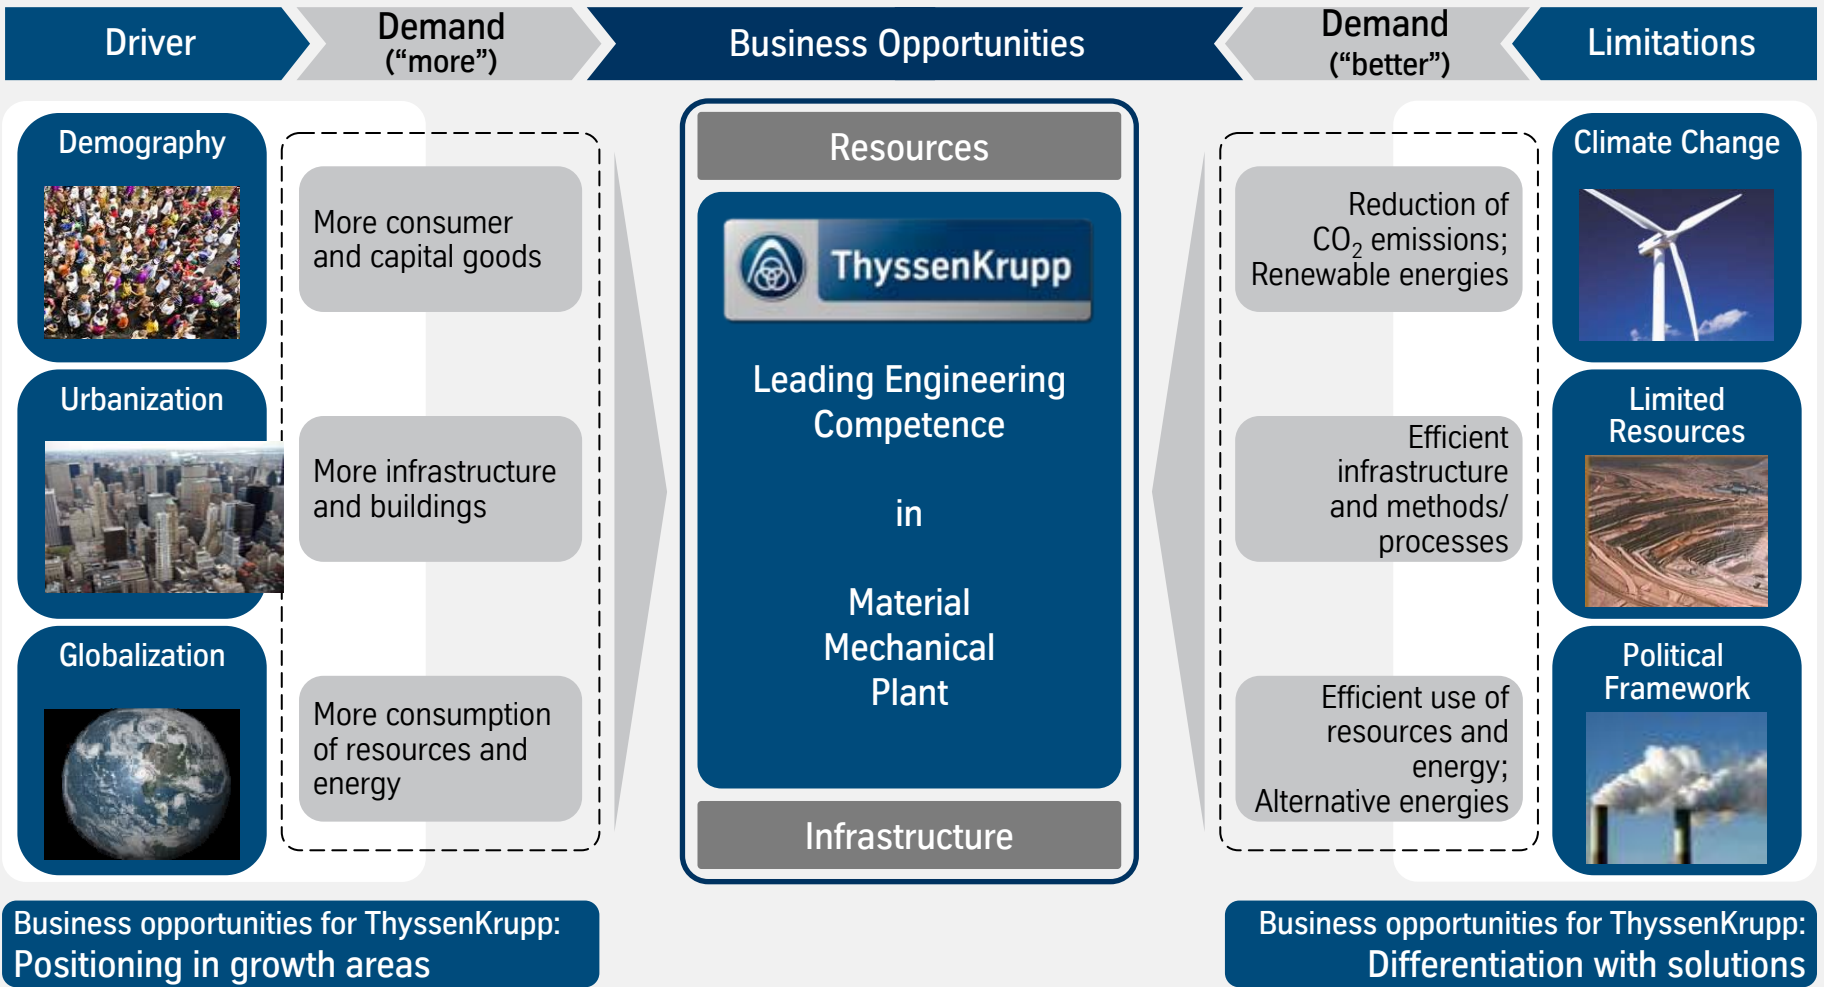 Driver
Demand
(“more”)
Business Opportunities
Demand
(“better”)
Limitations
Demography
More consumer
and capital goods
Urbanization
More infrastructure
and buildings
Globalization
More consumption
of resources and
energy
Resources
ThyssenKrupp
Leading Engineering
Competence
in
Material
Mechanical
Plant
Infrastructure
Reduction of
CO₂ emissions;
Renewable energies
Climate Change
Efficient
infrastructure
and methods/
processes
Limited
Resources
Efficient use of
resources and
energy;
Alternative energies
Political
Framework
Business opportunities for ThyssenKrupp:
Positioning in growth areas
Business opportunities for ThyssenKrupp:
Differentiation with solutions